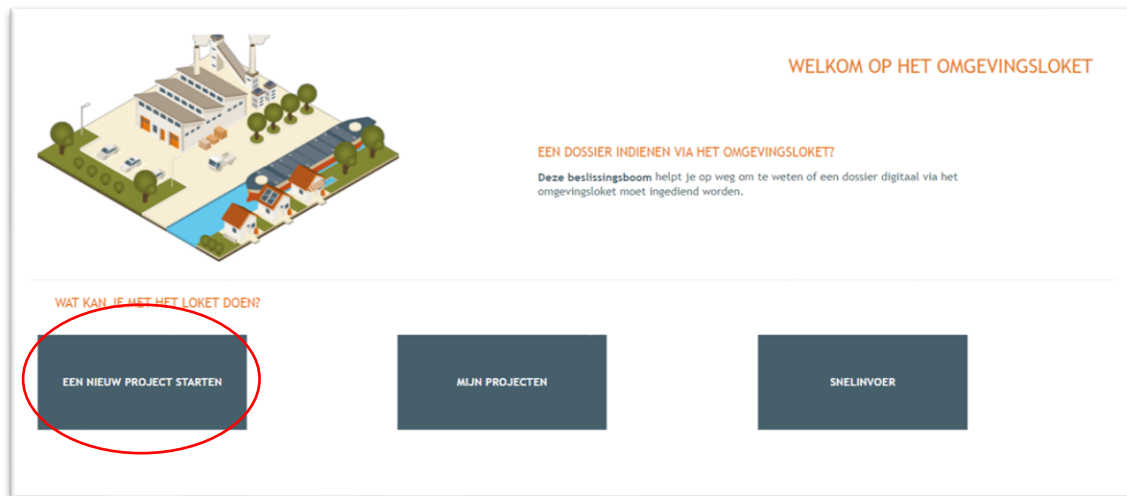 WELKOM OP HET OMGEVINGSLOKET
EEN DOSSIER INDIENEN VIA HET OMGEVINGSLOKET?
Deze beslissingsboom helpt je op weg om te weten of een dossier digitaal via het
omgevingsloket moet ingediend worden.
WAT KAN JE MET HET LOKET DOEN?
EEN NIEUW PROJECT STARTEN
MIJN PROJECTEN
SNELINVOER